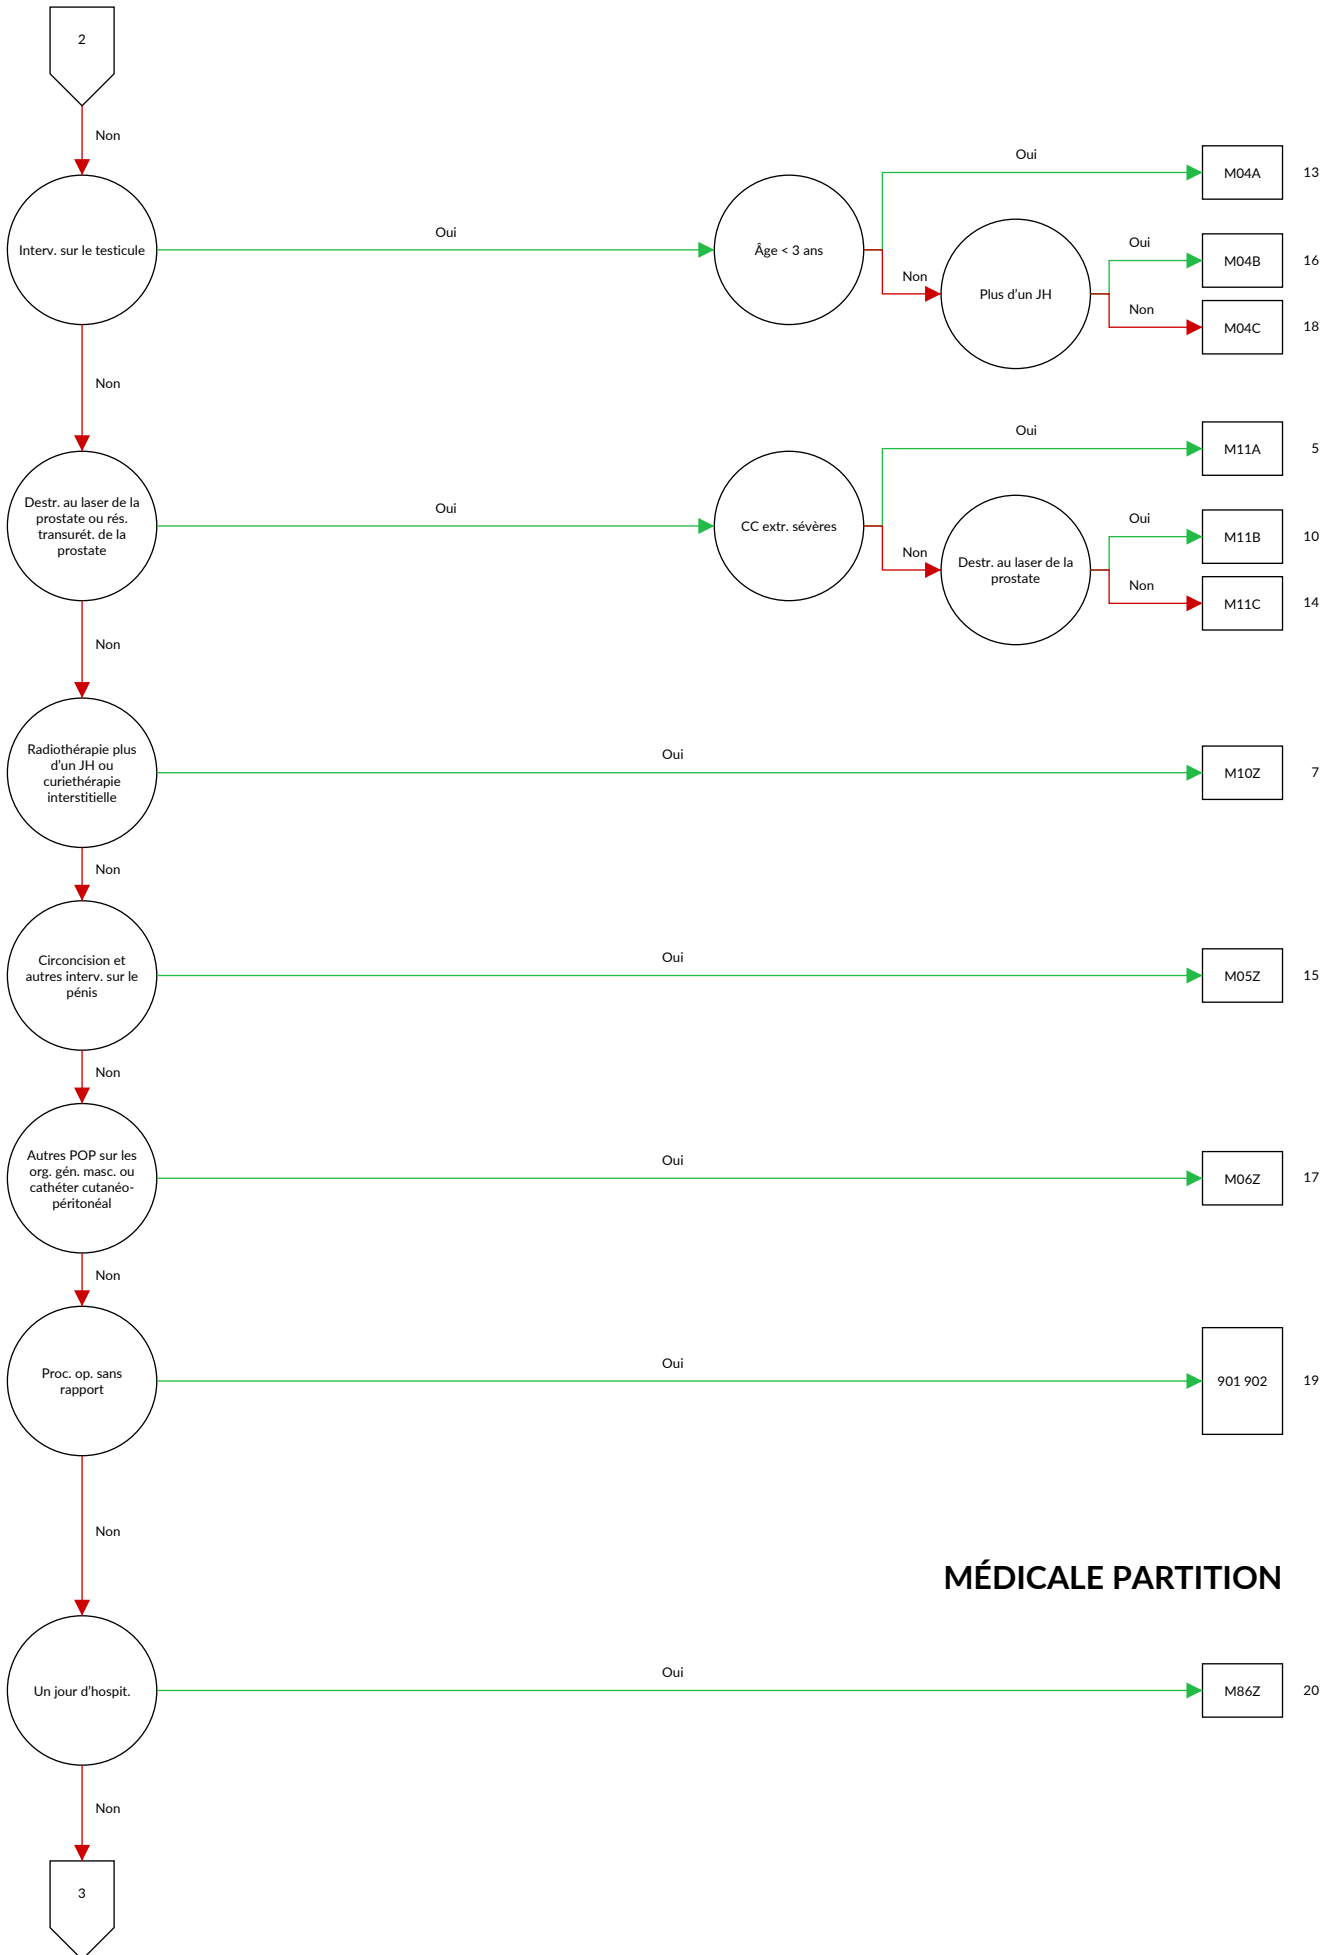 2
Non
Interv. sur le testicule
Oui
Âge < 3 ans
Oui
M04A 13
Non
Plus d'un JH
Oui
M04B 16
Non
M04C 18
Non
Destr. au laser de la
prostate ou rés.
transurét. de la
prostate
Oui
CC extr. sévères
Oui
M11A 5
Non
Destr. au laser de la
prostate
Oui
M11B 10
Non
M11C 14
Non
Radiothérapie plus
d'un JH ou
curiethérapie
interstitielle
Oui
M10Z 7
Non
Circoncision et
autres interv. sur le
pénis
Oui
M05Z 15
Non
Autres POP sur les
org. gén. masc. ou
cathéter cutanéo-
péritonéal
Oui
M06Z 17
Non
Proc. op. sans
rapport
Oui
901 902 19
Non
MÉDICALE PARTITION
Un jour d'hospit.
Oui
M86Z 20
Non
3